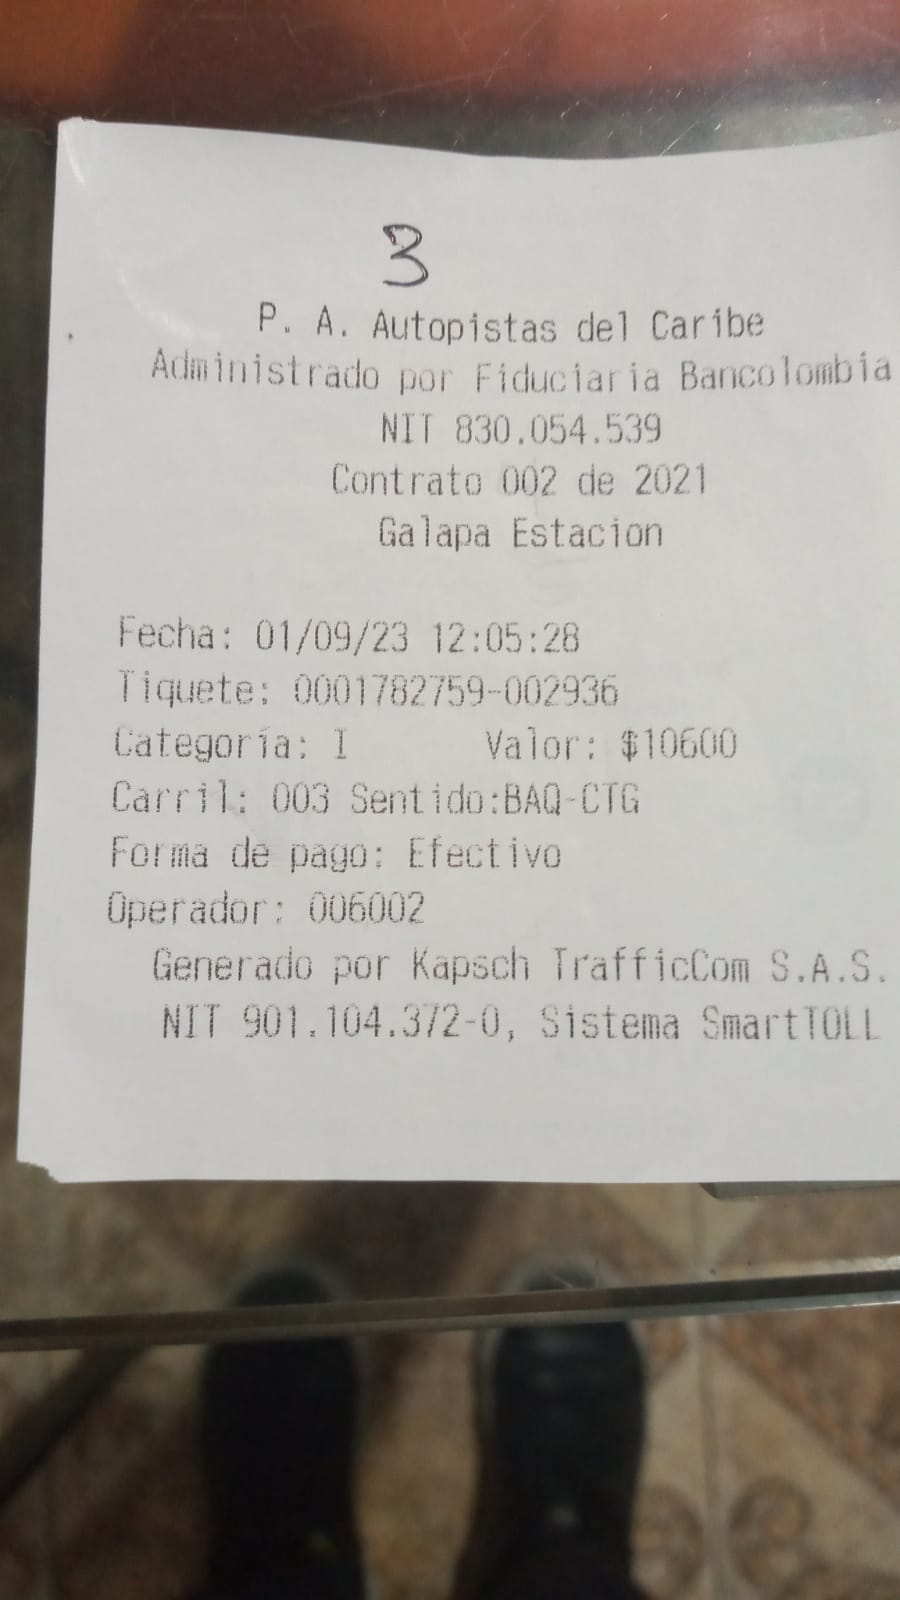 3
P. A. Autopistas del Caribe
Administrado por Fiduciaria Bancolombia
NIT 830.054.539
Contrato 002 de 2021
Galapa Estacion
Fecha: 01/09/23 12:05:28
Tiquete: 0001782759-002936
Categoría: I Valor: $10600
Carril: 003 Sentido:BAQ-CTG
Forma de pago: Efectivo
Operador: 006002
Generado por Kapsch TrafficCom S.A.S.
NIT 901.104.372-0, Sistema SmartTOLL